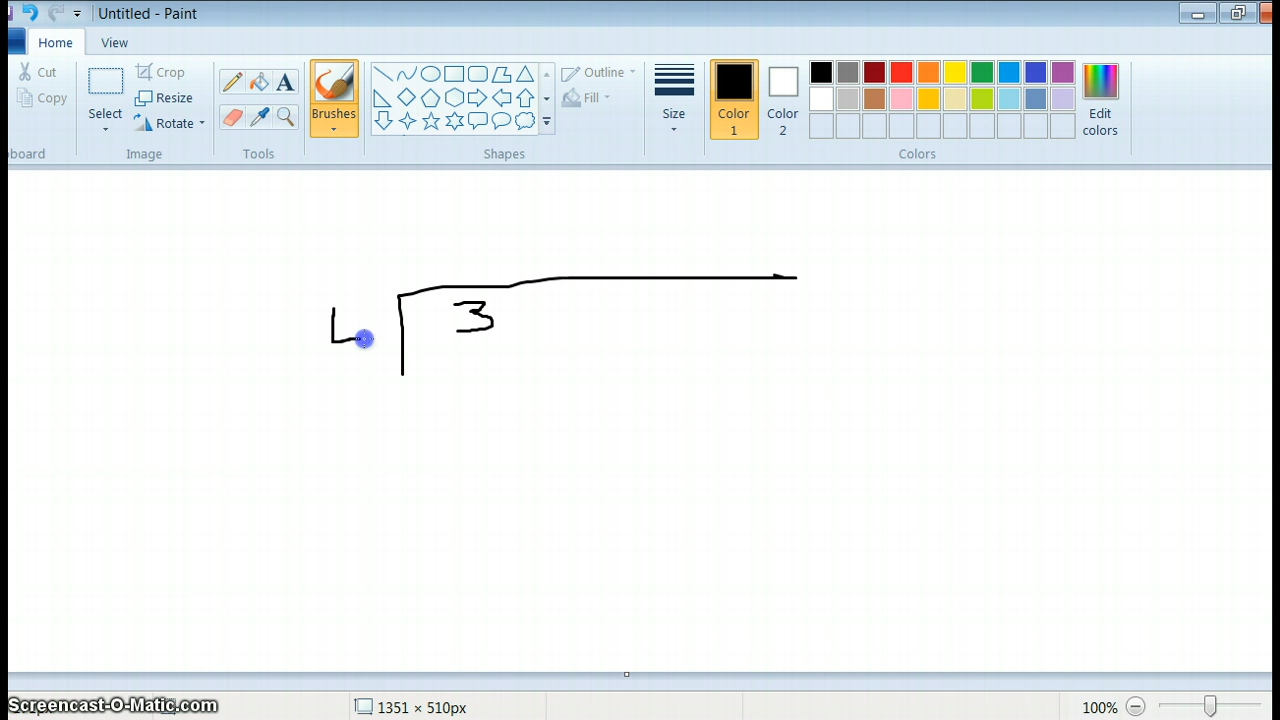 Untitled - Paint
Home View
Cut
Copy
Select
Crop
Resize
Rotate
Brushes
Outline
Fill
Size
Color 1
Color 2
Edit colors
Image
Tools
Shapes
Colors
3
Screencast-O-Matic.com
1351 × 510px
100%